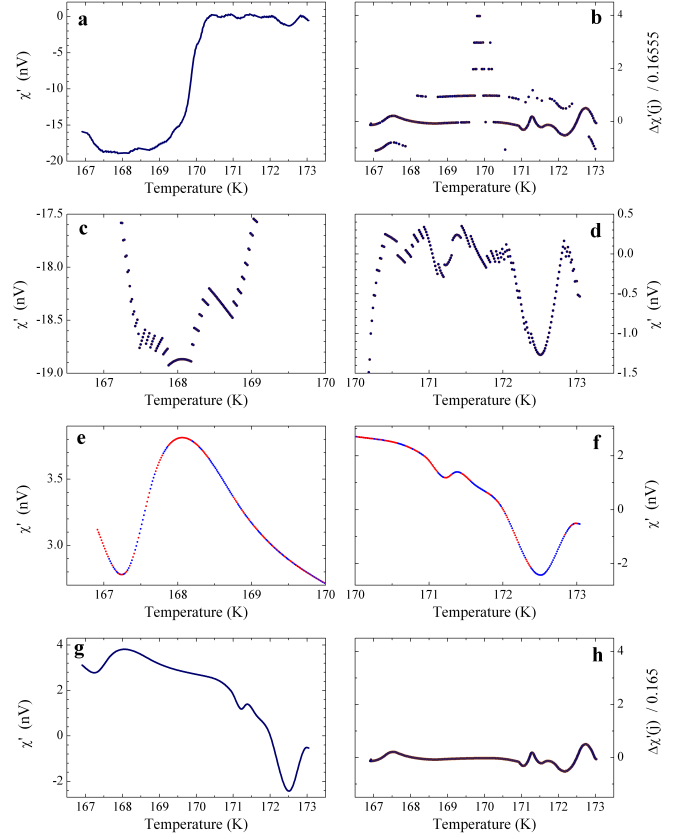 a
b
0
-5
-10
-15
-20
χ' (nV)
4
2
0
Δχ'(j) / 0.16555
167 168 169 170 171 172 173
167 168 169 170 171 172 173
Temperature (K)
Temperature (K)
c
d
-17.5
-18.0
-18.5
-19.0
χ' (nV)
0.5
0.0
-0.5
-1.0
-1.5
χ' (nV)
167 168 169 170
170 171 172 173
Temperature (K)
Temperature (K)
e
f
3.5
3.0
χ' (nV)
2
0
-2
χ' (nV)
167 168 169 170
170 171 172 173
Temperature (K)
Temperature (K)
g
h
4
2
0
-2
χ' (nV)
4
2
0
Δχ'(j) / 0.165
167 168 169 170 171 172 173
167 168 169 170 171 172 173
Temperature (K)
Temperature (K)